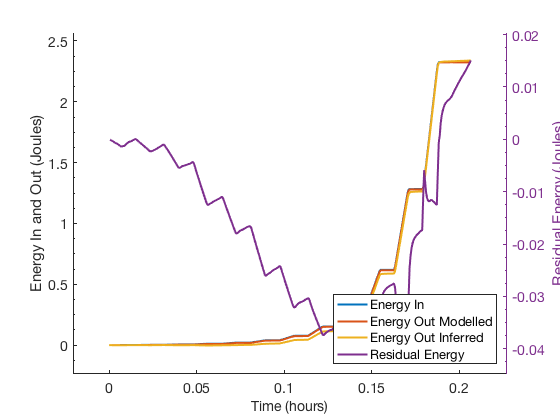 2.5
2
1.5
1
0.5
0
Energy In and Out (Joules)
0
0.05
0.1
0.15
0.2
Time (hours)
0.02
0.01
0
-0.01
-0.02
-0.03
-0.04
Residual Energy (Joules)
Energy In
Energy Out Modelled
Energy Out Inferred
Residual Energy